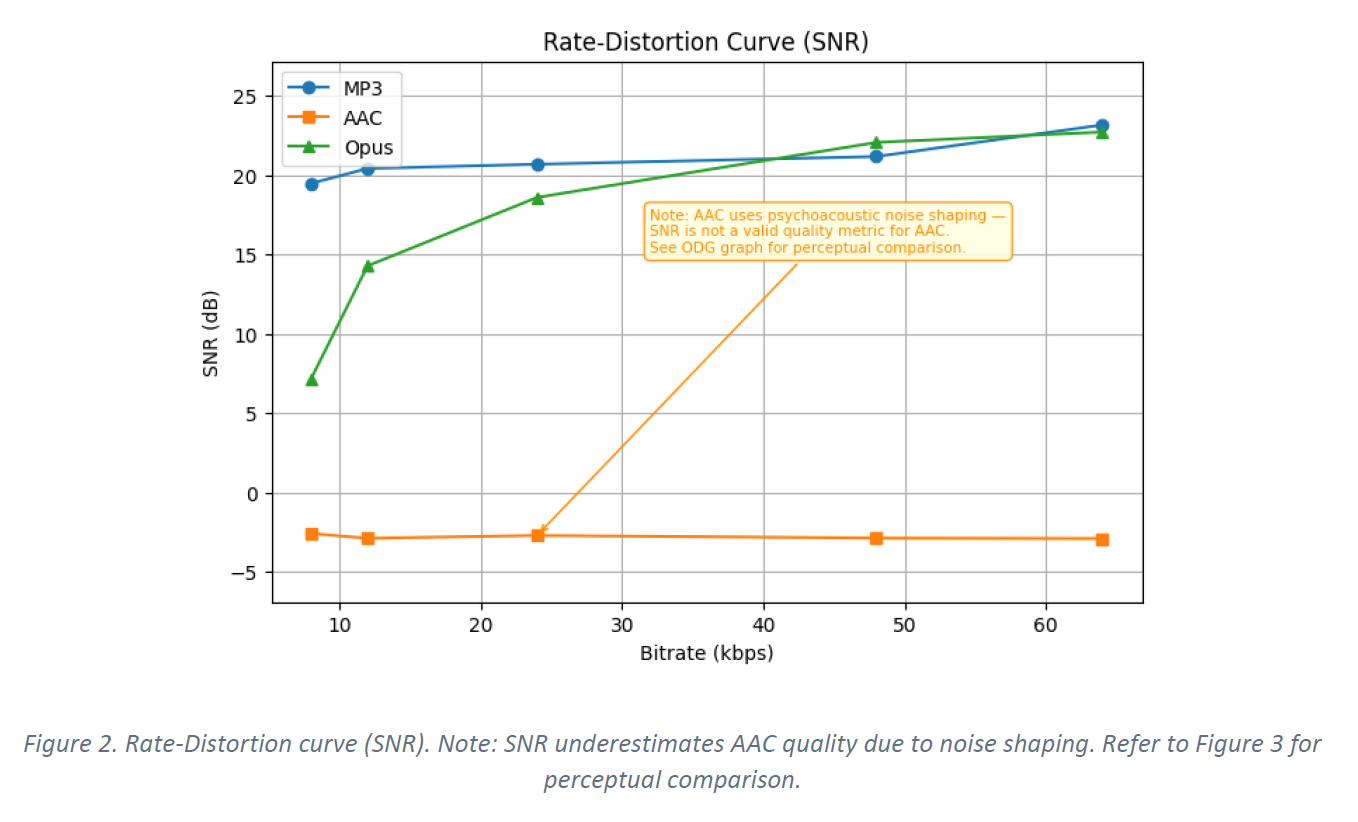 Rate-Distortion Curve (SNR)
MP3
AAC
Opus
25
20
15
10
5
0
−5
SNR (dB)
Note: AAC uses psychoacoustic noise shaping —
SNR is not a valid quality metric for AAC.
See ODG graph for perceptual comparison.
10 20 30 40 50 60
Bitrate (kbps)
Figure 2. Rate-Distortion curve (SNR). Note: SNR underestimates AAC quality due to noise shaping. Refer to Figure 3 for
perceptual comparison.